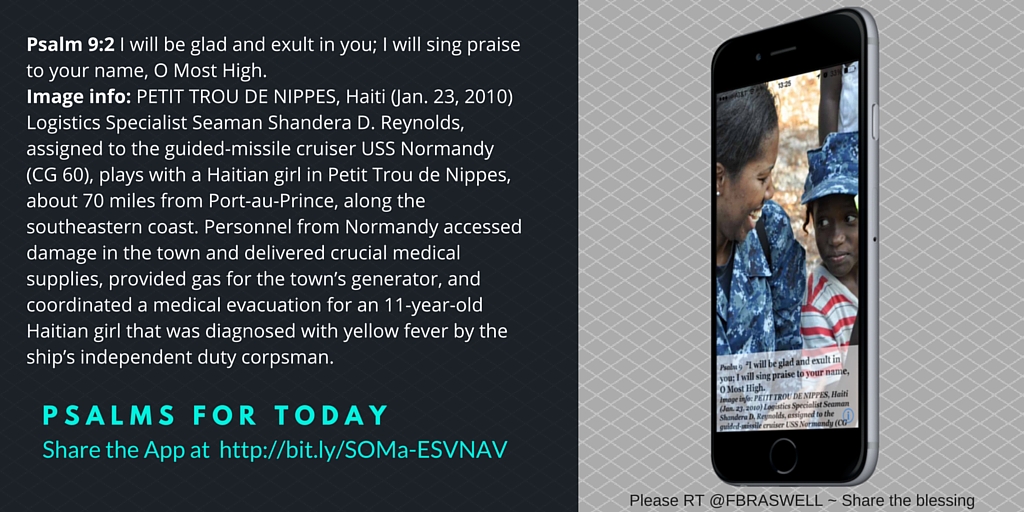 Psalm 9:2 I will be glad and exult in you; I will sing praise
to your name, O Most High.
Image info: PETIT TROU DE NIPPES, Haiti (Jan. 23, 2010)
Logistics Specialist Seaman Shandera D. Reynolds,
assigned to the guided-missile cruiser USS Normandy
(CG 60), plays with a Haitian girl in Petit Trou de Nippes,
about 70 miles from Port-au-Prince, along the
southeastern coast. Personnel from Normandy accessed
damage in the town and delivered crucial medical
supplies, provided gas for the town’s generator, and
coordinated a medical evacuation for an 11-year-old
Haitian girl that was diagnosed with yellow fever by the
ship’s independent duty corpsman.
PSALMS FOR TODAY
Share the App at http://bit.ly/SOMa-ESVNAV
13:25
Psalm 9 "I will be glad and exult in
you; I will sing praise to your name,
O Most High.
Image info: PETIT TROU DE NIPPES, Haiti
(Jan. 23, 2010) Logistics Specialist Seaman
Shandera D. Reynolds, assigned to the
guided-missile cruiser USS Normandy (CG
Please RT @FBRASWELL ~ Share the blessing